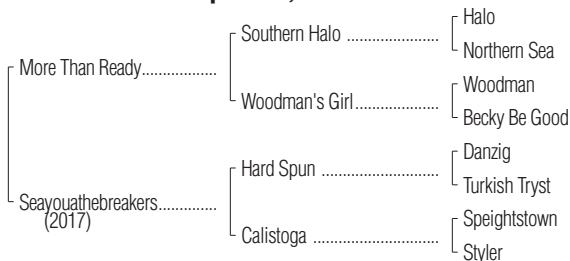 Halo
Southern Halo ..................
Northern Sea
More Than Ready................
Woodman
Woodman's Girl................
Becky Be Good
Danzig
Hard Spun ........................
Turkish Tryst
Seayouathebreakers.............
(2017)
Speightstown
Calistoga ........................
Styler